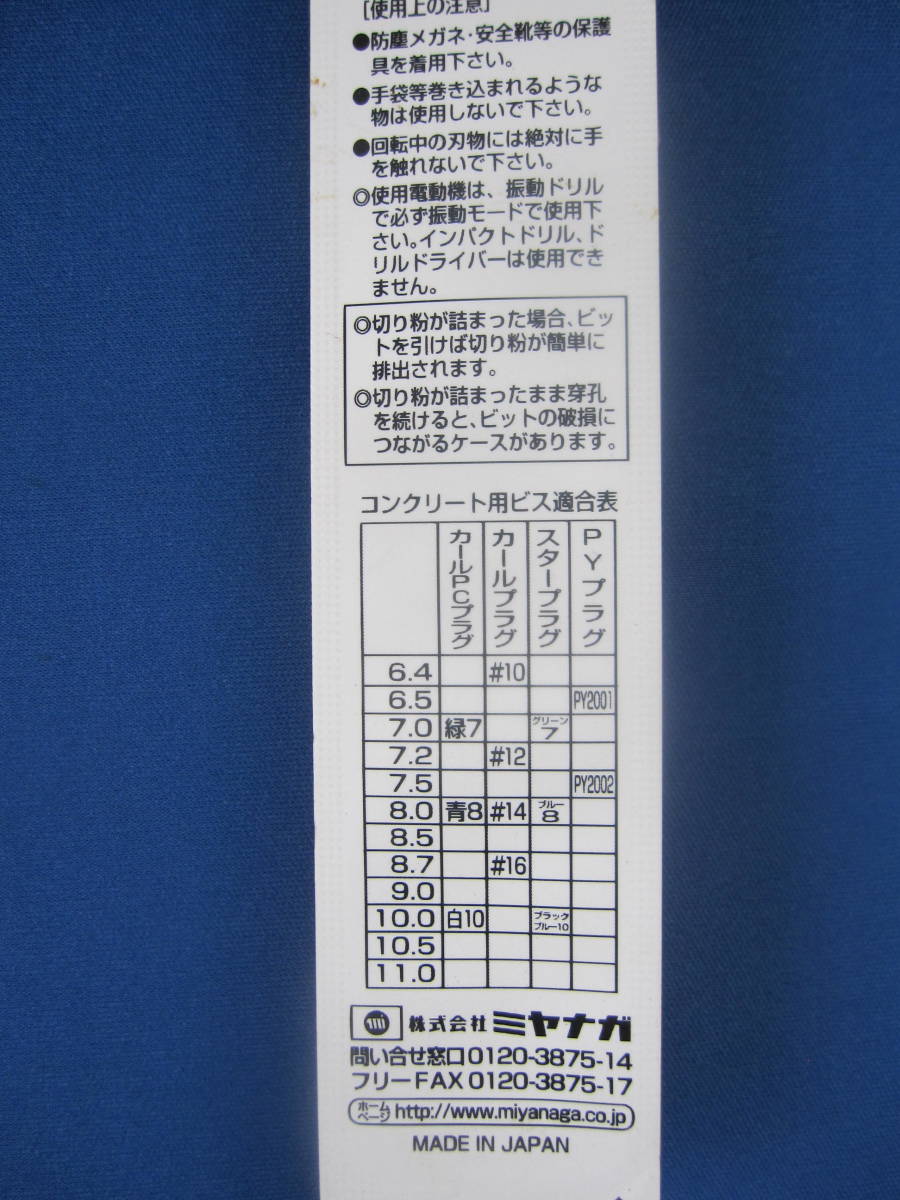 [使用上の注意]
●防塵メガネ・安全靴等の保護
具を着用下さい。
●手袋等巻き込まれるような
物は使用しないで下さい。
●回転中の刃物には絶対に手
を触れないで下さい。
◎使用電動機は、振動ドリル
で必ず振動モードで使用下
さい。インパクトドリル、ド
リルドライバーは使用でき
ません。
◎切り粉が詰まった場合、ビッ
トを引けば切り粉が簡単に
排出されます。
◎切り粉が詰まったまま穿孔
を続けると、ビットの破損に
つながるケースがあります。
コンクリート用ビス適合表
カールPCプラグ カールプラグ スタープラグ PYプラグ
6.4 #10
6.5 PY2001
7.0 緑7 グリーン7
7.2 #12
7.5 PY2002
8.0 青8 #14 ブルー8
8.5
8.7 #16
9.0
10.0 白10 ブラックブルー10
10.5
11.0
株式会社 ミヤナガ
問い合せ窓口0120-3875-14
フリーFAX0120-3875-17
ホームページ http://www.miyanaga.co.jp
MADE IN JAPAN